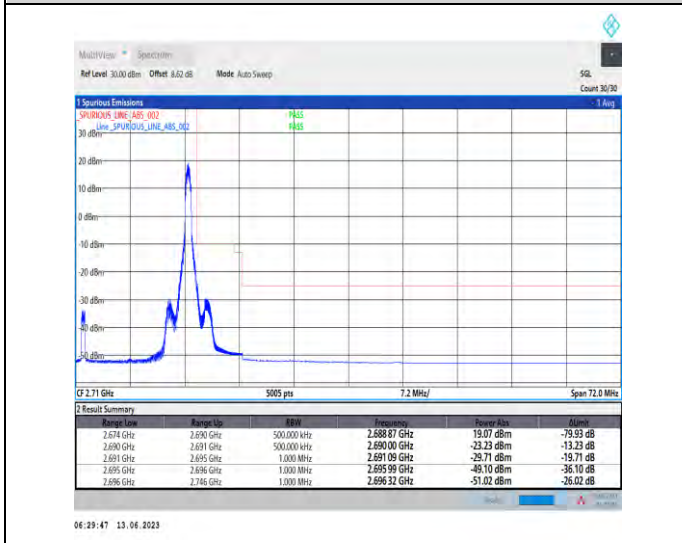 MultiView Spectrum
Ref Level 30.00 dBm Offset 8.62 dB Mode Auto Sweep SGL
Count 30/30
1 Spurious Emissions 1 Avg
_SPURIOUS_LINE_ABS_002 PASS
Line _SPURIOUS_LINE_ABS_002 PASS
30 dBm
20 dBm
10 dBm
0 dBm
-10 dBm
-20 dBm
-30 dBm
-40 dBm
-50 dBm
CF 2.71 GHz 5005 pts 7.2 MHz/ Span 72.0 MHz
2 Result Summary
Range Low Range Up RBW Frequency Power Abs ΔLimit
2.674 GHz 2.690 GHz 500.000 kHz 2.688 87 GHz 19.07 dBm -79.93 dB
2.690 GHz 2.691 GHz 500.000 kHz 2.690 00 GHz -23.23 dBm -13.23 dB
2.691 GHz 2.695 GHz 1.000 MHz 2.691 09 GHz -29.71 dBm -19.71 dB
2.695 GHz 2.696 GHz 1.000 MHz 2.695 99 GHz -49.10 dBm -36.10 dB
2.696 GHz 2.746 GHz 1.000 MHz 2.696 32 GHz -51.02 dBm -26.02 dB
06:29:47 13.06.2023